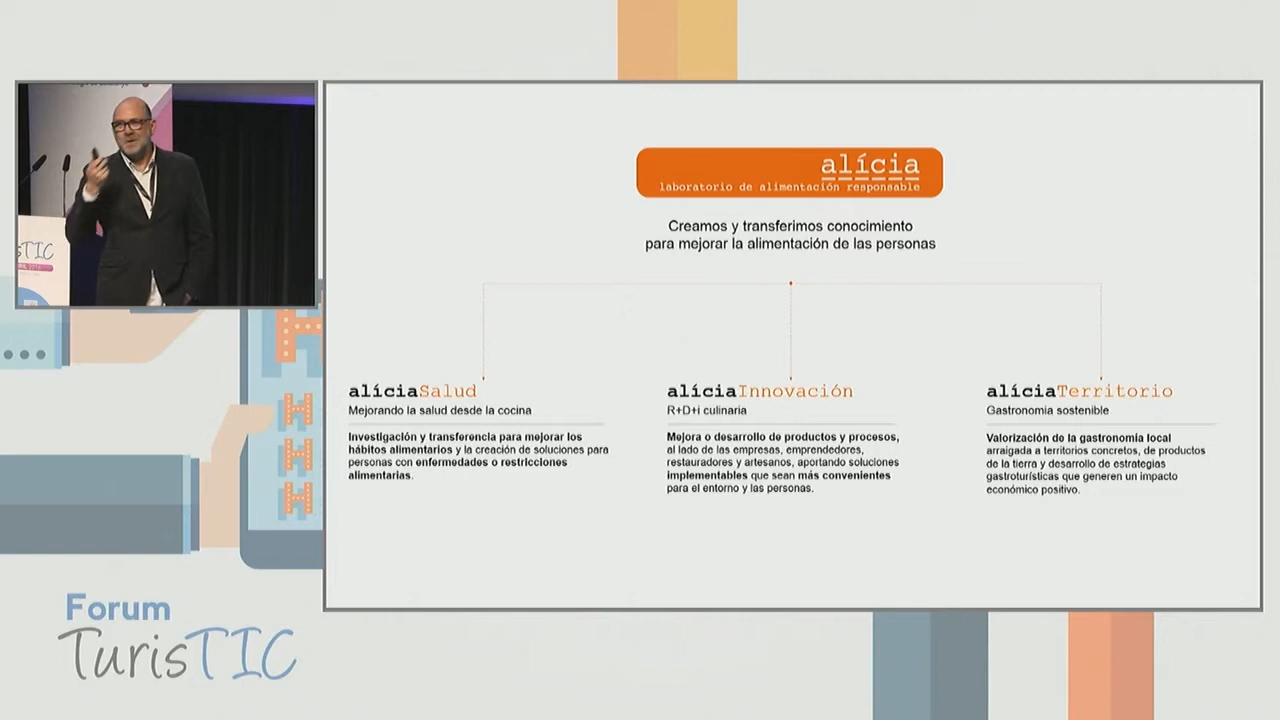 alícia
laboratorio de alimentación responsable
Creamos y transferimos conocimiento
para mejorar la alimentación de las personas
alíciaSalud
Mejorando la salud desde la cocina
Investigación y transferencia para mejorar los
hábitos alimentarios y la creación de soluciones para
personas con enfermedades o restricciones
alimentarias.
alíciaInnovación
R+D+i culinaria
Mejora o desarrollo de productos y procesos,
al lado de las empresas, emprendedores,
restauradores y artesanos, aportando soluciones
implementables que sean más convenientes
para el entorno y las personas.
alíciaTerritorio
Gastronomia sostenible
Valorización de la gastronomia local
arraigada a territorios concretos, de productos
de la tierra y desarrollo de estrategias
gastroturísticas que generen un impacto
económico positivo.
sTIC
Forum
TurisTIC